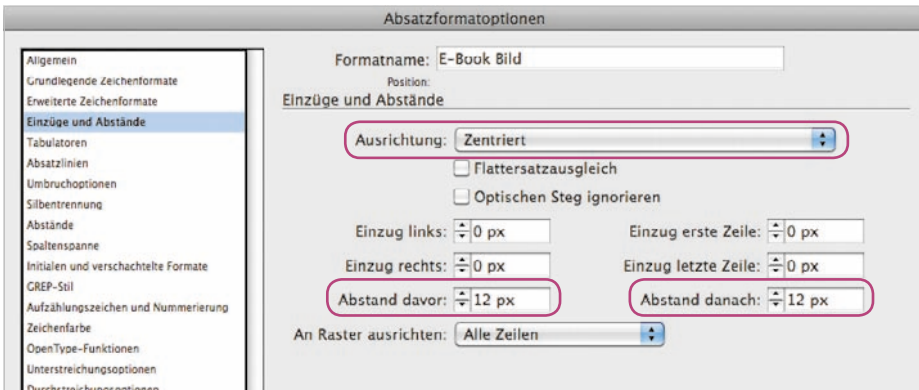 Absatzformatoptionen
Allgemein
Grundlegende Zeichenformate
Erweiterte Zeichenformate
Einzüge und Abstände
Tabulatoren
Absatzlinien
Umbruchoptionen
Silbentrennung
Abstände
Spaltenspanne
Initialen und verschachtelte Formate
GREP-Stil
Aufzählungszeichen und Nummerierung
Zeichenfarbe
OpenType-Funktionen
Unterstreichungsoptionen
Durchstreichungsoptionen
Formatname: E-Book Bild
Position:
Einzüge und Abstände
Ausrichtung: Zentriert
Flattersatzausgleich
Optischen Steg ignorieren
Einzug links: 0 px Einzug erste Zeile: 0 px
Einzug rechts: 0 px Einzug letzte Zeile: 0 px
Abstand davor: 12 px Abstand danach: 12 px
An Raster ausrichten: Alle Zeilen